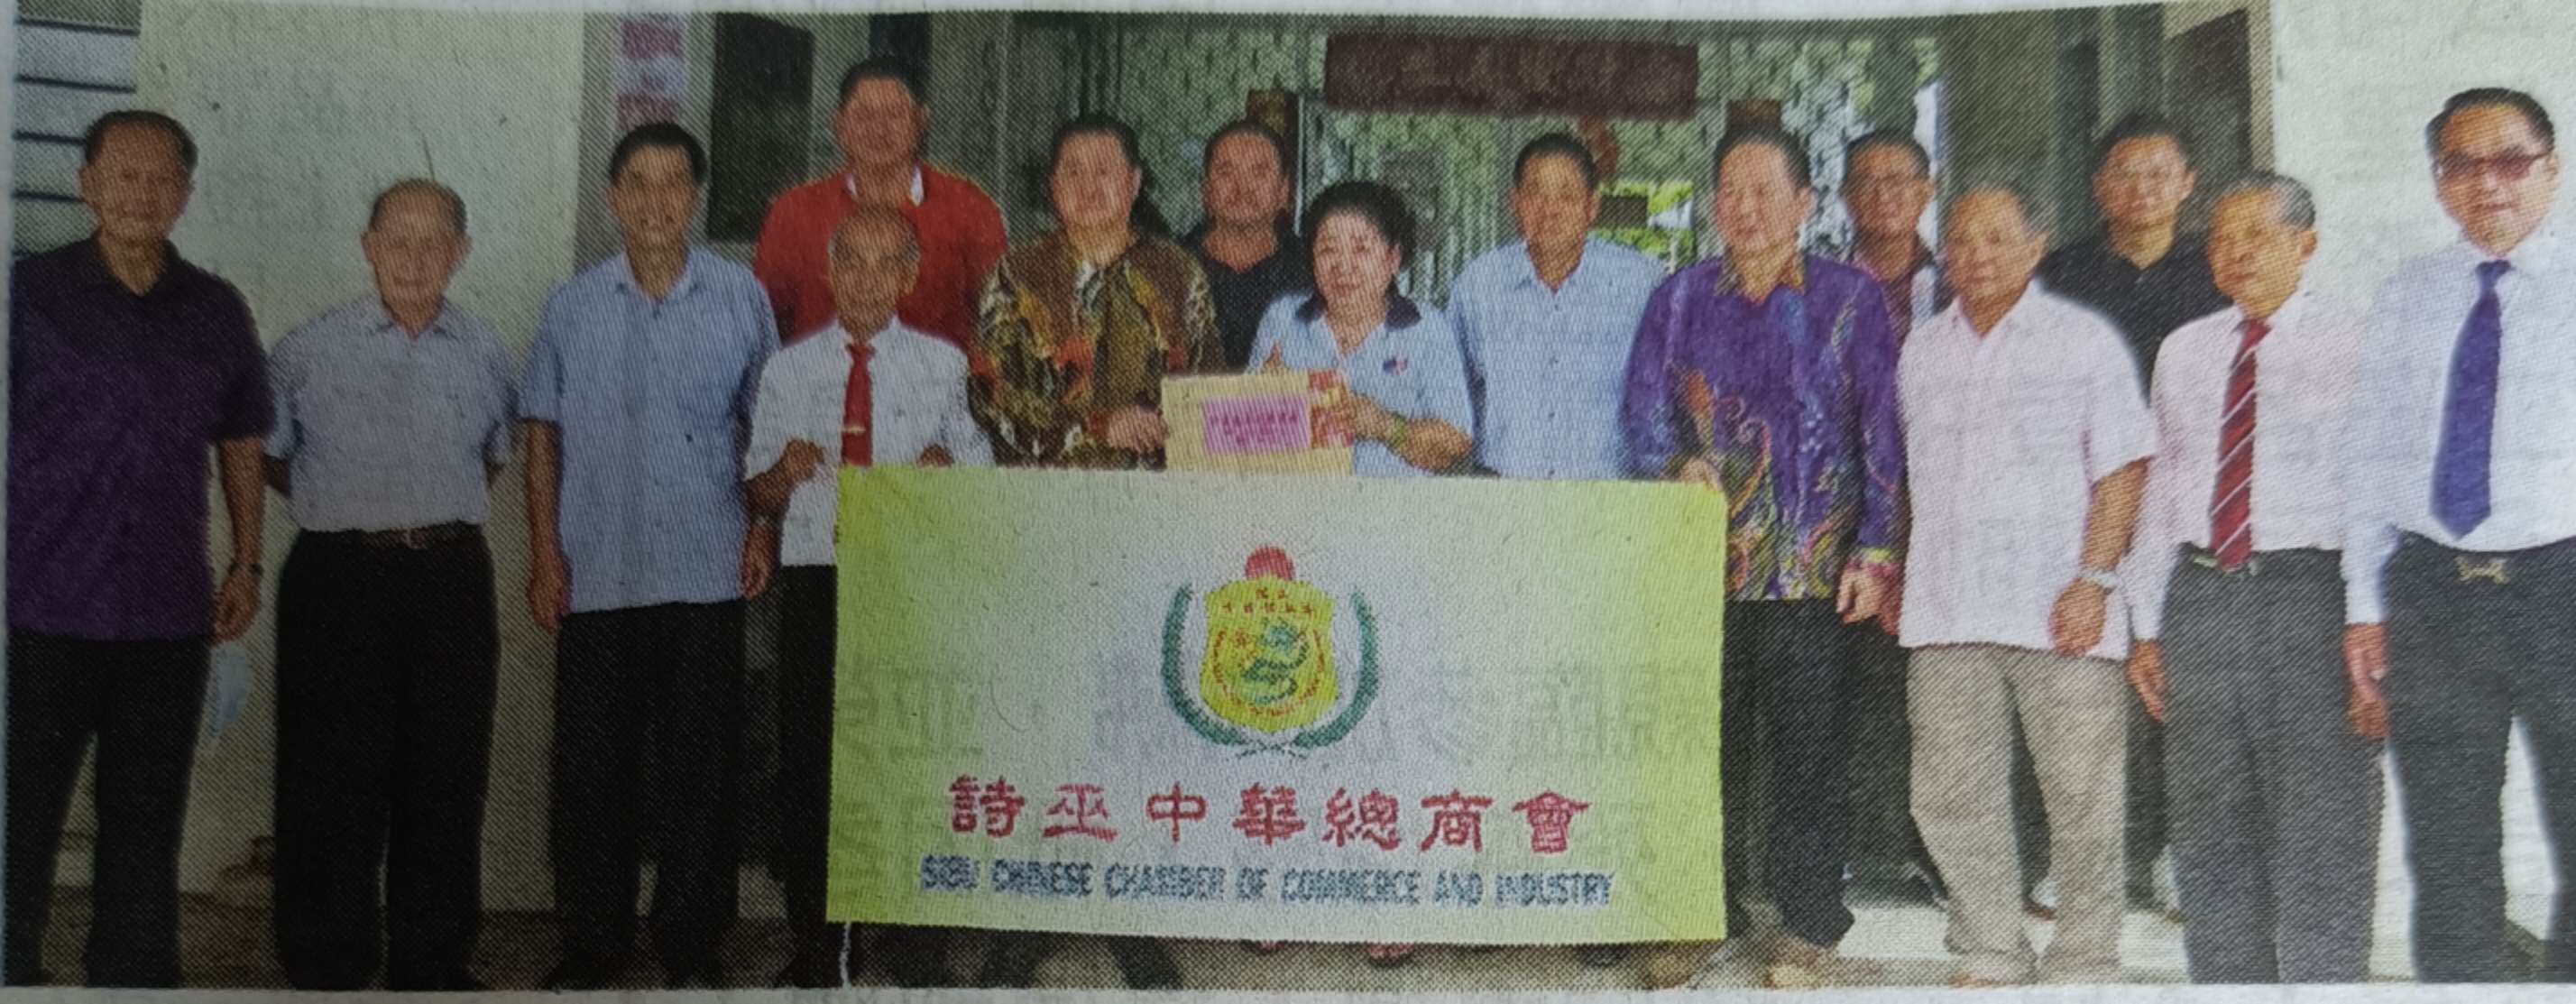 詩巫中華總商會
SIBU CHINESE CHAMBER OF COMMERCE AND INDUSTRY